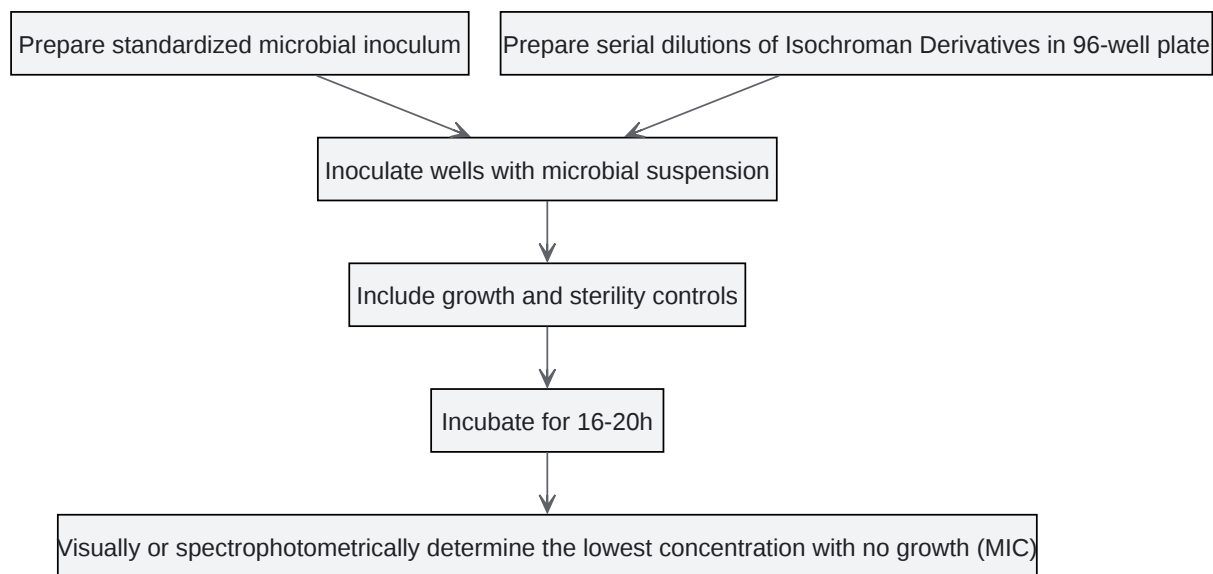 Prepare standardized microbial inoculum
Prepare serial dilutions of Isochroman Derivatives in 96-well plate
Inoculate wells with microbial suspension
Include growth and sterility controls
Incubate for 16-20h
Visually or spectrophotometrically determine the lowest concentration with no growth (MIC)